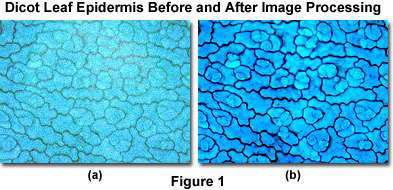 Dicot Leaf Epidermis Before and After Image Processing
(a)
(b)
Figure 1